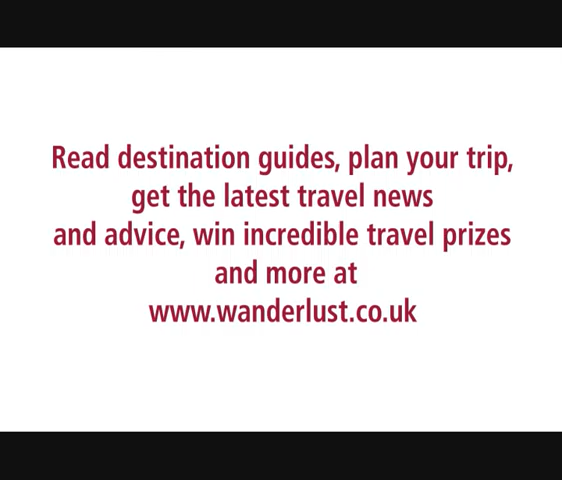 Read destination guides, plan your trip,
get the latest travel news
and advice, win incredible travel prizes
and more at
www.wanderlust.co.uk